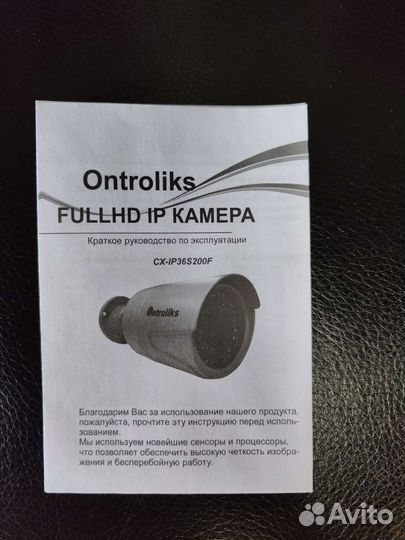 Ontroliks
FULLHD IP КАМЕРА
Краткое руководство по эксплуатации
CX-IP36S200F
Ontroliks
Благодарим Вас за использование нашего продукта,
пожалуйста, прочтите эту инструкцию перед исполь-
зованием.
Мы используем новейшие сенсоры и процессоры,
что позволяет обеспечить высокую четкость изобра-
жения и бесперебойную работу.
Avito